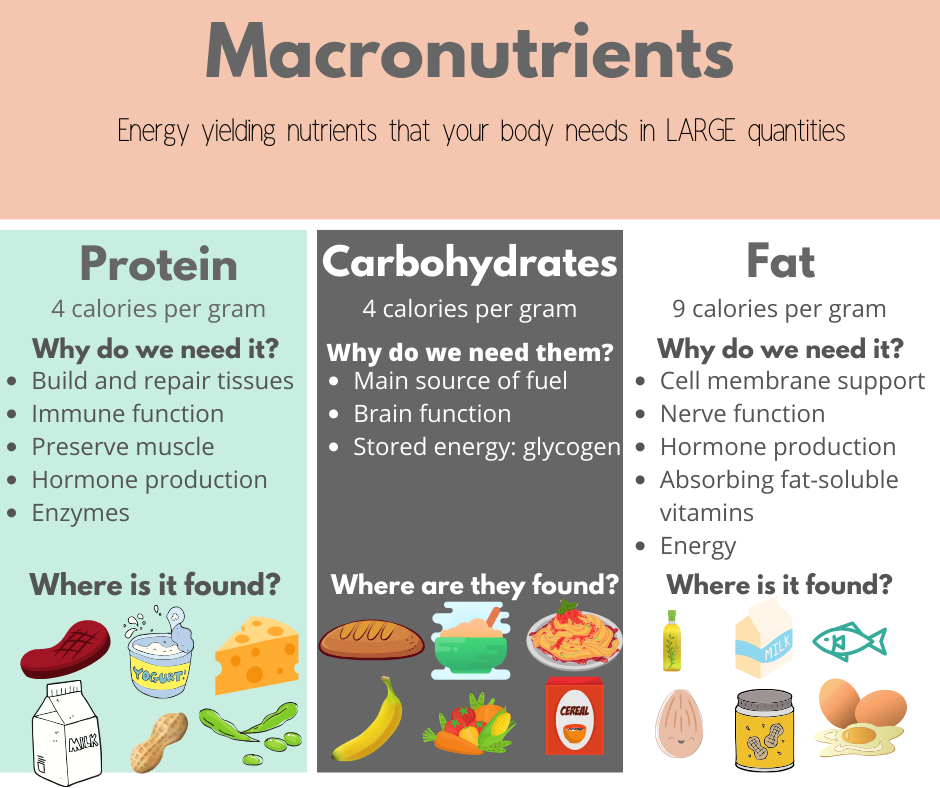 Macronutrients
Energy yielding nutrients that your body needs in LARGE quantities
Protein
4 calories per gram
Why do we need it?
• Build and repair tissues
• Immune function
• Preserve muscle
• Hormone production
• Enzymes
Where is it found?
YOGURT!
MILK
Carbohydrates
4 calories per gram
Why do we need them?
• Main source of fuel
• Brain function
• Stored energy: glycogen
Where are they found?
CEREAL
Fat
9 calories per gram
Why do we need it?
• Cell membrane support
• Nerve function
• Hormone production
• Absorbing fat-soluble
vitamins
• Energy
Where is it found?
MILK